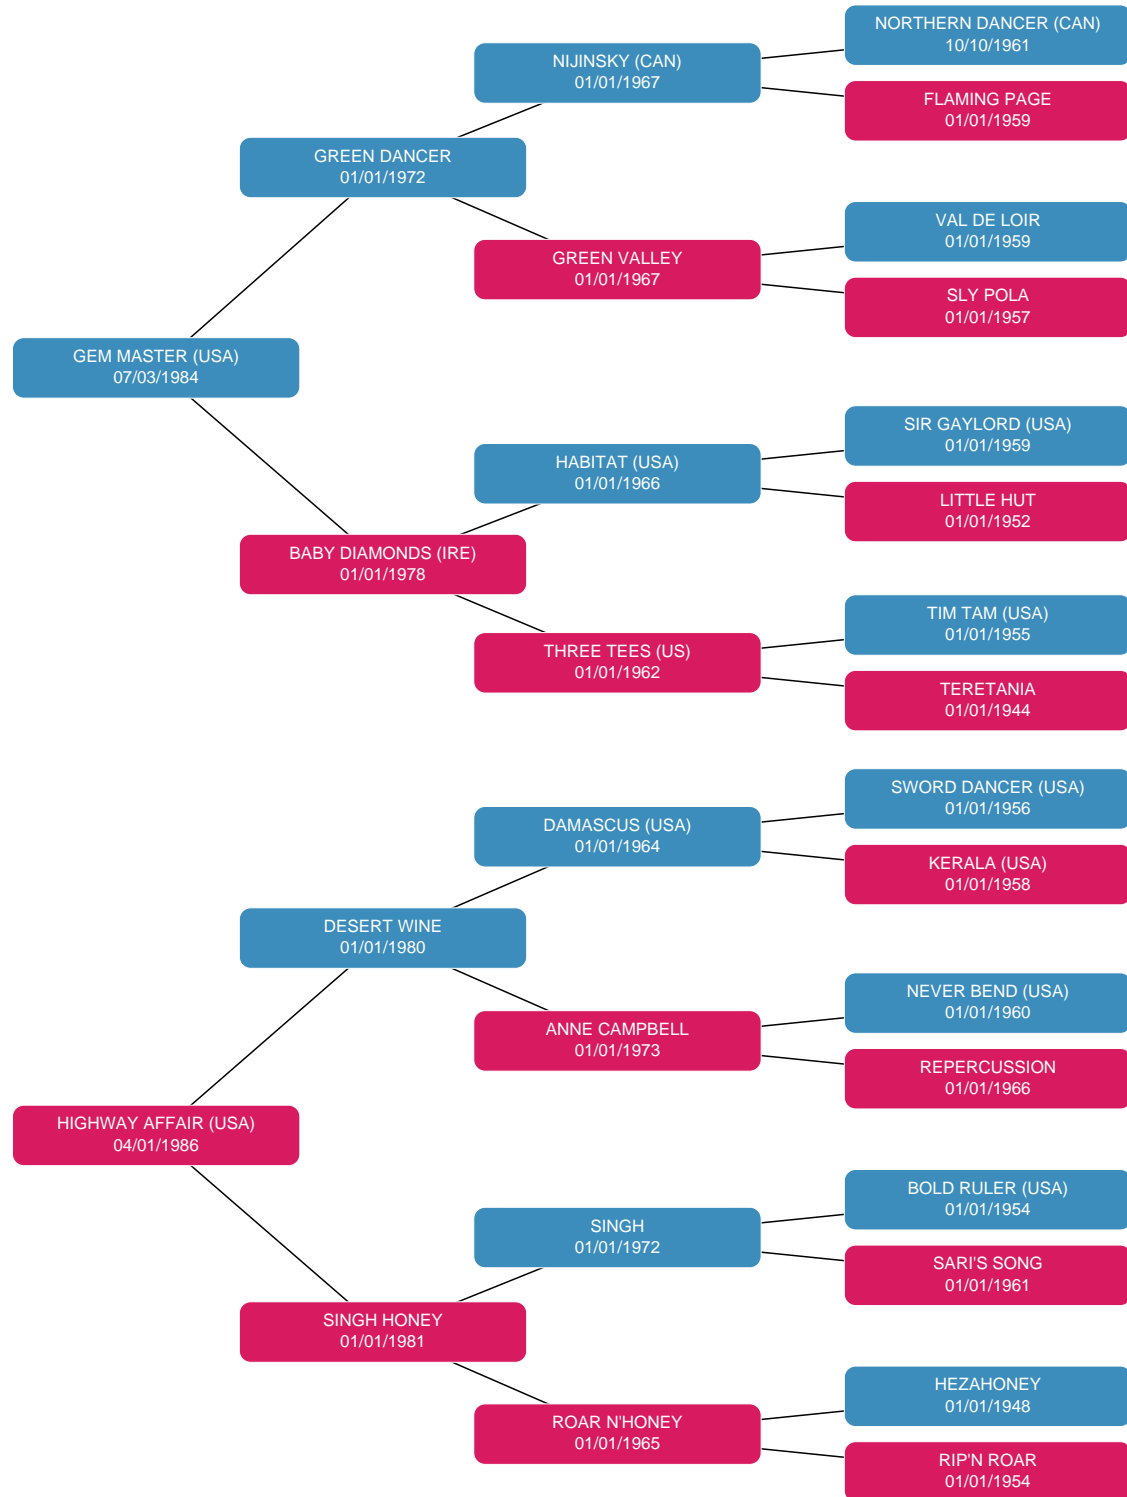 NORTHERN DANCER (CAN)
10/10/1961
NIJINSKY (CAN)
01/01/1967
FLAMING PAGE
01/01/1959
GREEN DANCER
01/01/1972
VAL DE LOIR
01/01/1959
GREEN VALLEY
01/01/1967
SLY POLA
01/01/1957
GEM MASTER (USA)
07/03/1984
SIR GAYLORD (USA)
01/01/1959
HABITAT (USA)
01/01/1966
LITTLE HUT
01/01/1952
BABY DIAMONDS (IRE)
01/01/1978
TIM TAM (USA)
01/01/1955
THREE TEES (US)
01/01/1962
TERETANIA
01/01/1944
SWORD DANCER (USA)
01/01/1956
DAMASCUS (USA)
01/01/1964
KERALA (USA)
01/01/1958
DESERT WINE
01/01/1980
NEVER BEND (USA)
01/01/1960
ANNE CAMPBELL
01/01/1973
REPERCUSSION
01/01/1966
HIGHWAY AFFAIR (USA)
04/01/1986
BOLD RULER (USA)
01/01/1954
SINGH
01/01/1972
SARI'S SONG
01/01/1961
SINGH HONEY
01/01/1981
HEZAHONEY
01/01/1948
ROAR N'HONEY
01/01/1965
RIP'N ROAR
01/01/1954